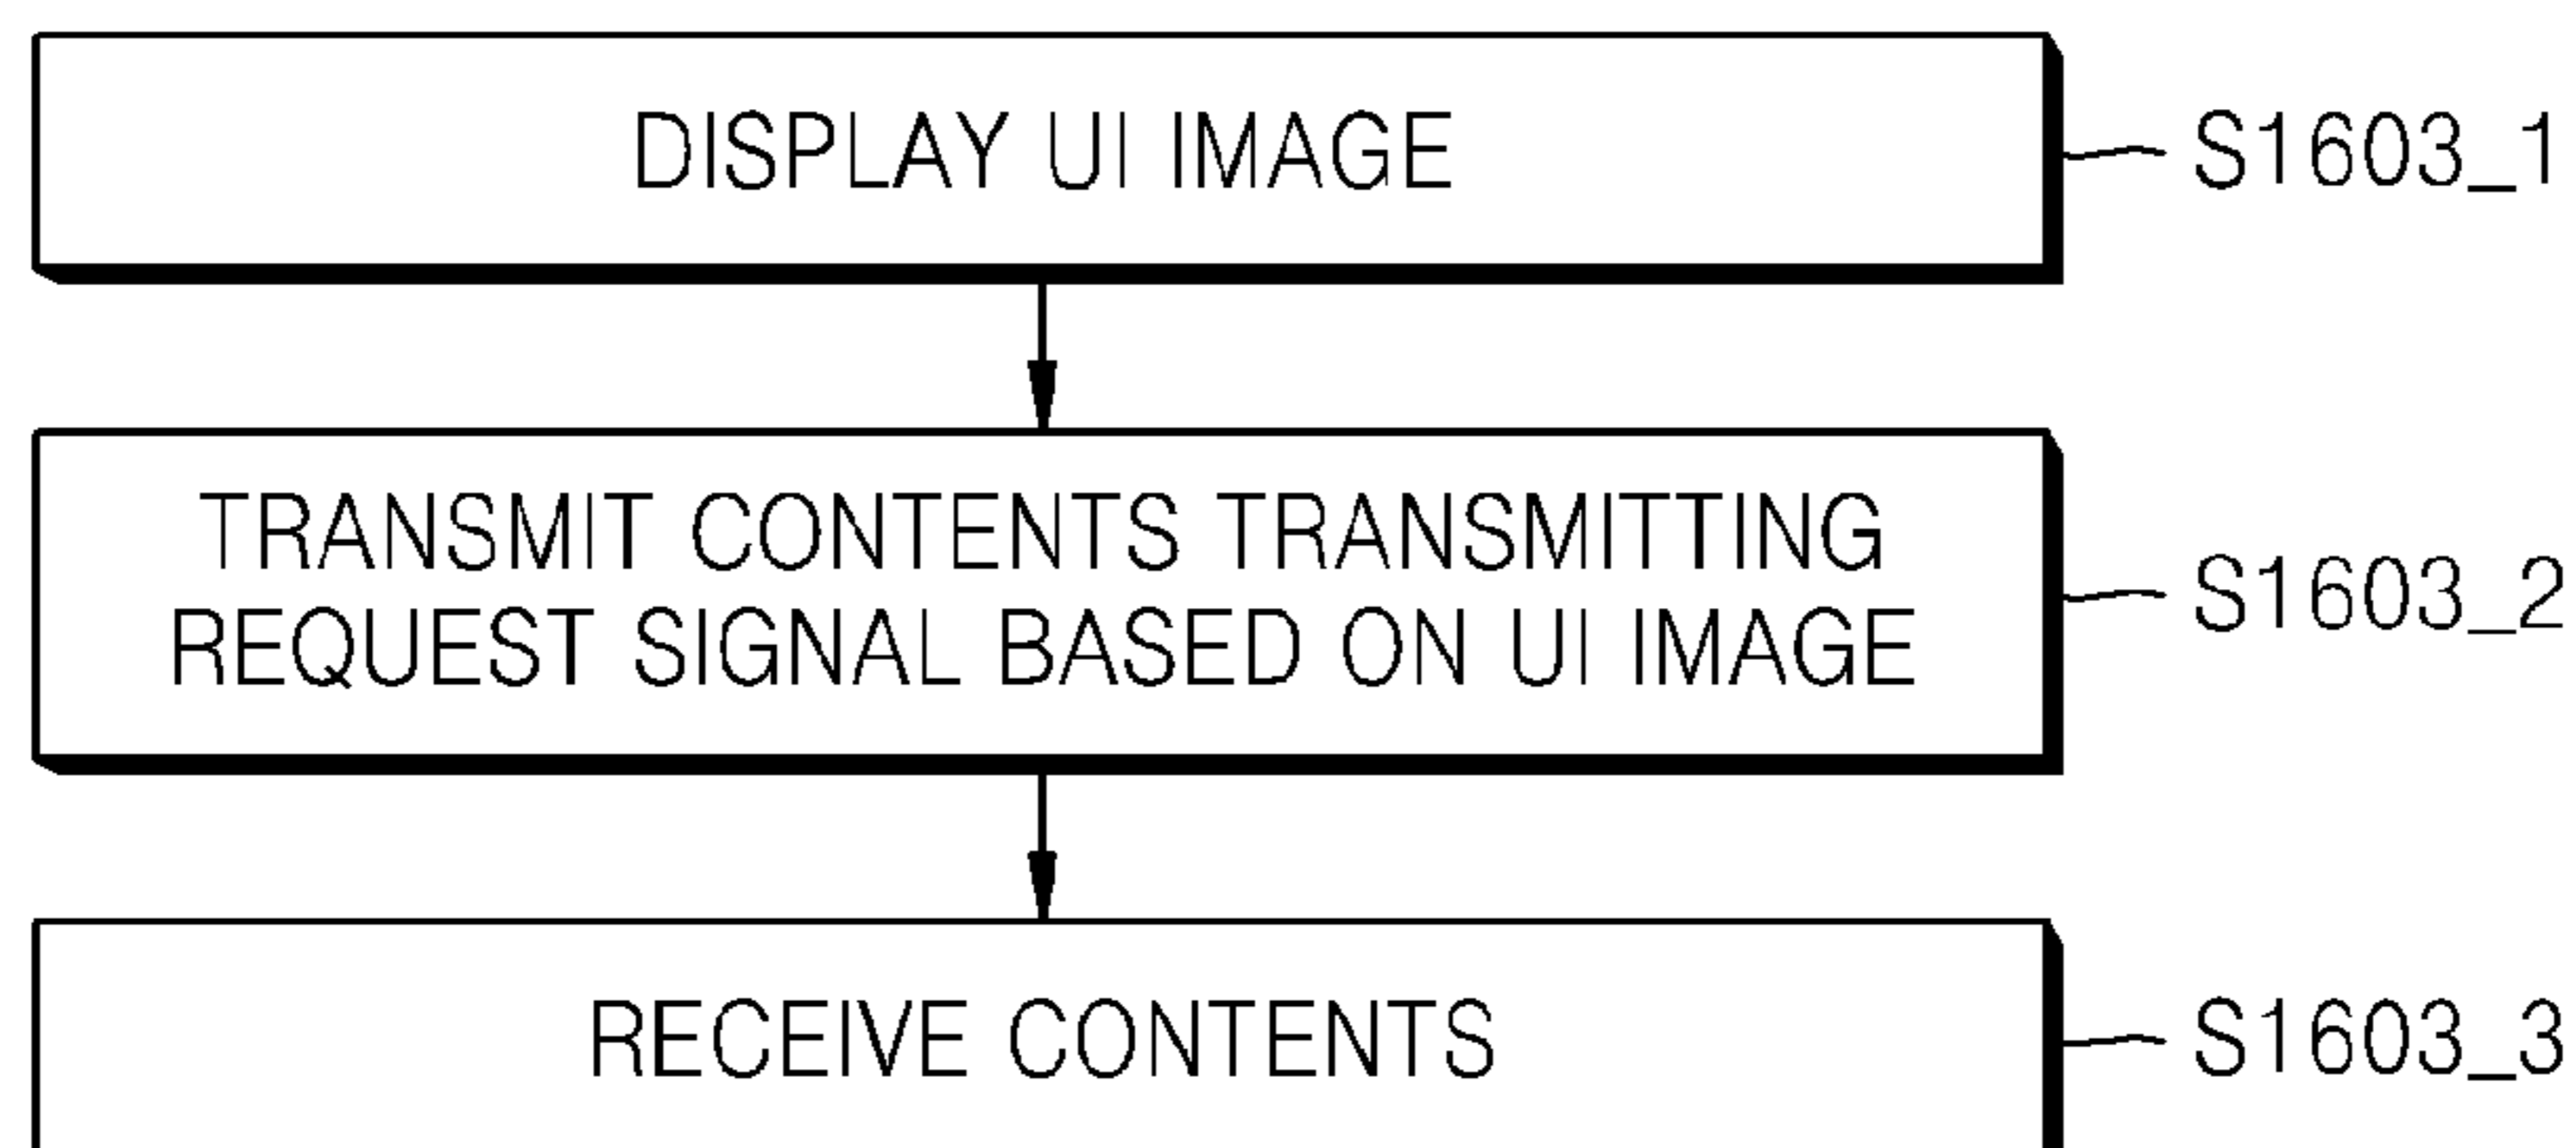 DISPLAY UI IMAGE
S1603_1
TRANSMIT CONTENTS TRANSMITTING
REQUEST SIGNAL BASED ON UI IMAGE
S1603_2
RECEIVE CONTENTS
S1603_3